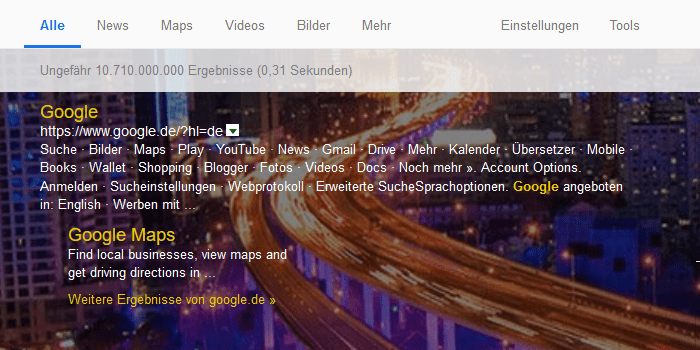 Alle News Maps Videos Bilder Mehr Einstellungen Tools
Ungefähr 10.710.000.000 Ergebnisse (0,31 Sekunden)
Google
https://www.google.de/?hl=de
Suche · Bilder · Maps · Play · YouTube · News · Gmail · Drive · Mehr · Kalender · Übersetzer · Mobile ·
Books · Wallet · Shopping · Blogger · Fotos · Videos · Docs · Noch mehr ». Account Options.
Anmelden · Sucheinstellungen · Webprotokoll · Erweiterte SucheSprachoptionen. Google angeboten
in: English · Werben mit ...
Google Maps
Find local businesses, view maps and
get driving directions in ...
Weitere Ergebnisse von google.de »